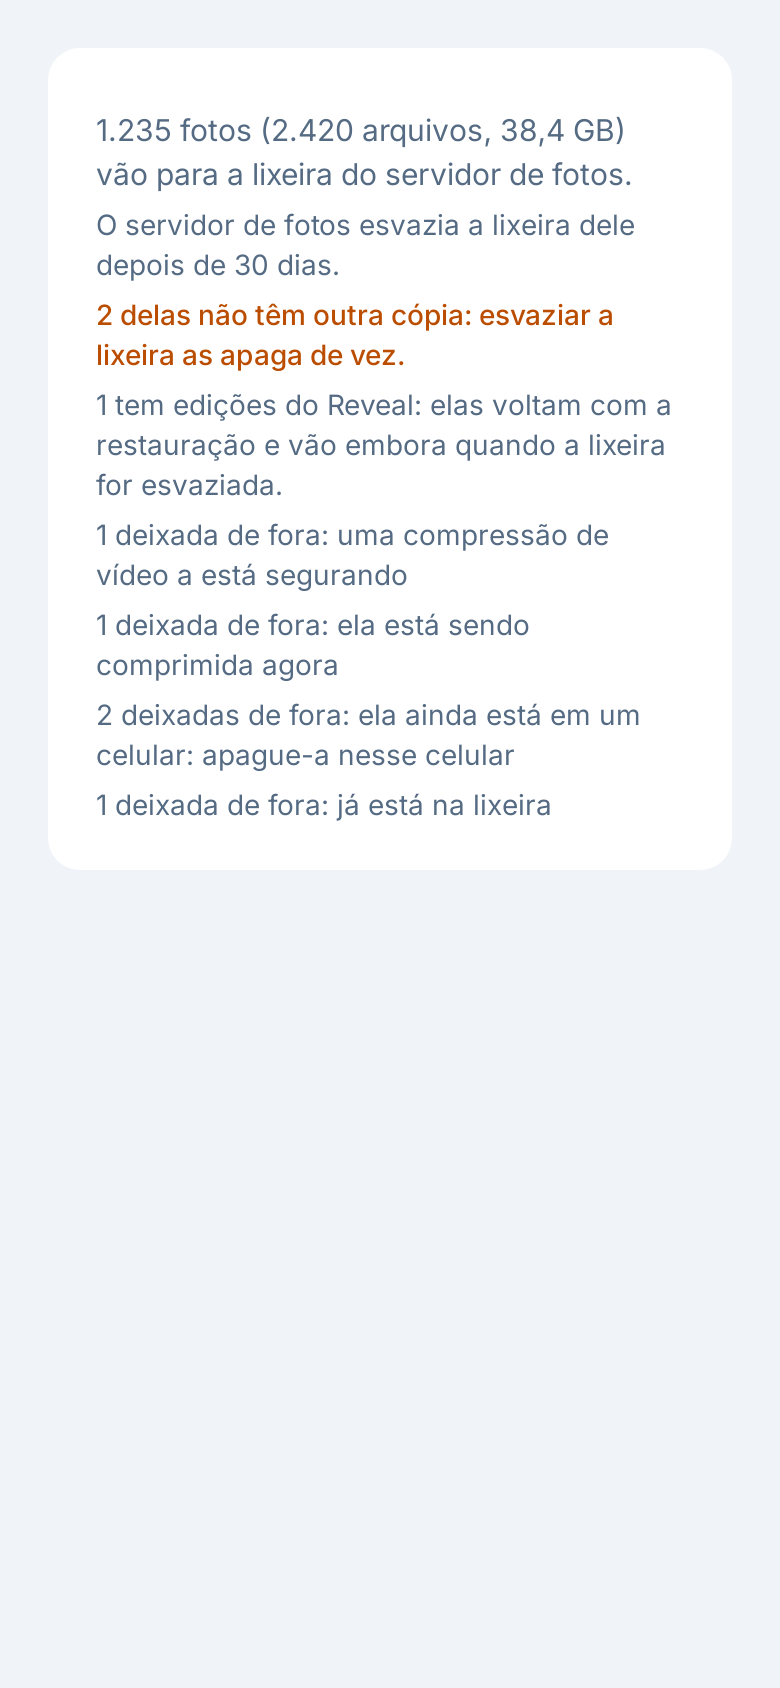 1.235 fotos (2.420 arquivos, 38,4 GB)
vão para a lixeira do servidor de fotos.
O servidor de fotos esvazia a lixeira dele
depois de 30 dias.
2 delas não têm outra cópia: esvaziar a
lixeira as apaga de vez.
1 tem edições do Reveal: elas voltam com a
restauração e vão embora quando a lixeira
for esvaziada.
1 deixada de fora: uma compressão de
vídeo a está segurando
1 deixada de fora: ela está sendo
comprimida agora
2 deixadas de fora: ela ainda está em um
celular: apague-a nesse celular
1 deixada de fora: já está na lixeira